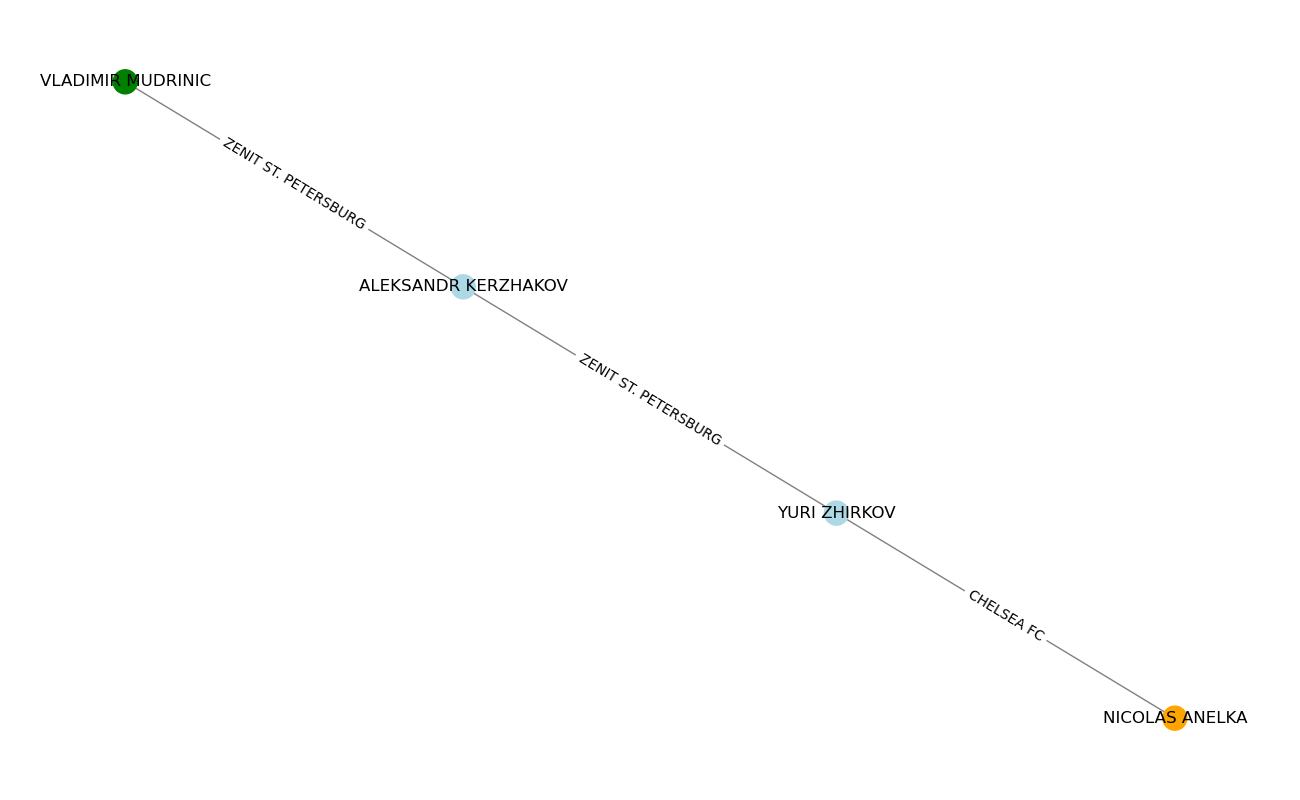 VLADIMIR MUDRINIC
ZENIT ST. PETERSBURG
ALEKSANDR KERZHAKOV
ZENIT ST. PETERSBURG
YURI ZHIRKOV
CHELSEA FC
NICOLAS ANELKA